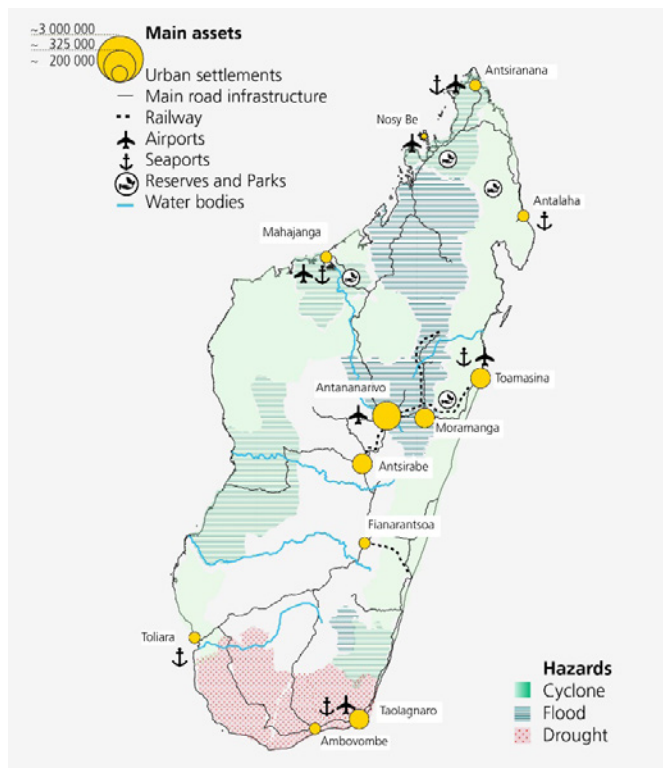 Main assets
~3 000 000
~ 325 000
~ 200 000
Urban settlements
Main road infrastructure
Railway
Airports
Seaports
Reserves and Parks
Water bodies
Antsiranana
Nosy Be
Antalaha
Mahajanga
Toamasina
Antananarivo
Moramanga
Antsirabe
Fianarantsoa
Toliara
Taolagnaro
Ambovombe
Hazards
Cyclone
Flood
Drought